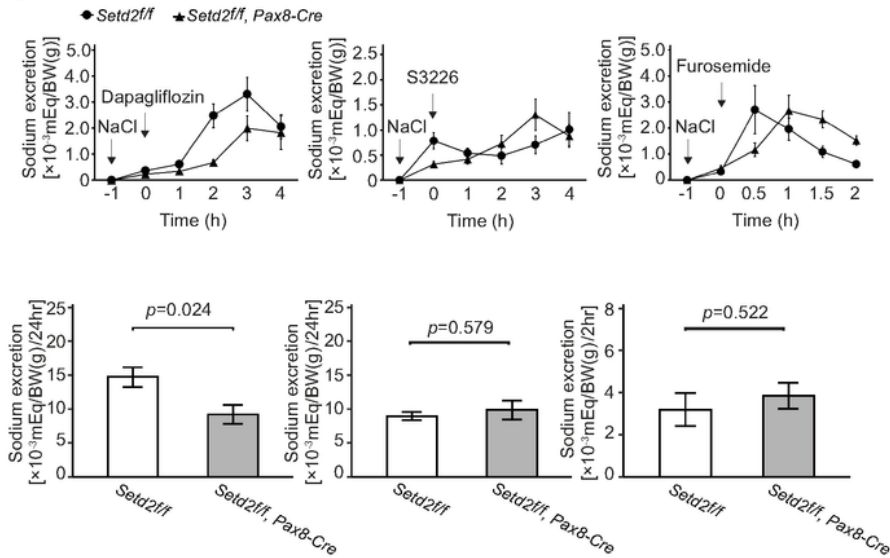 Setd2f/f Setd2f/f, Pax8-Cre
Sodium excretion
[×10-3mEq/BW(g)]
5.0
4.0
3.0
2.0
1.0
0
Dapagliflozin
NaCl
-1 0 1 2 3 4
Time (h)
Sodium excretion
[×10-3mEq/BW(g)]
2.5
2.0
1.5
1.0
0.5
0
S3226
NaCl
-1 0 1 2 3 4
Time (h)
Sodium excretion
[×10-3mEq/BW(g)]
5.0
4.0
3.0
2.0
1.0
0
Furosemide
NaCl
-1 0 0.5 1 1.5 2
Time (h)
Sodium excretion
[×10-3mEq/BW(g)/24hr]
25
20
15
10
5
0
p=0.024
Setd2f/f
Setd2f/f, Pax8-Cre
Sodium excretion
[×10-3mEq/BW(g)/24hr]
25
20
15
10
5
0
p=0.579
Setd2f/f
Setd2f/f, Pax8-Cre
Sodium excretion
[×10-3mEq/BW(g)/2hr]
8
6
4
2
0
p=0.522
Setd2f/f
Setd2f/f, Pax8-Cre